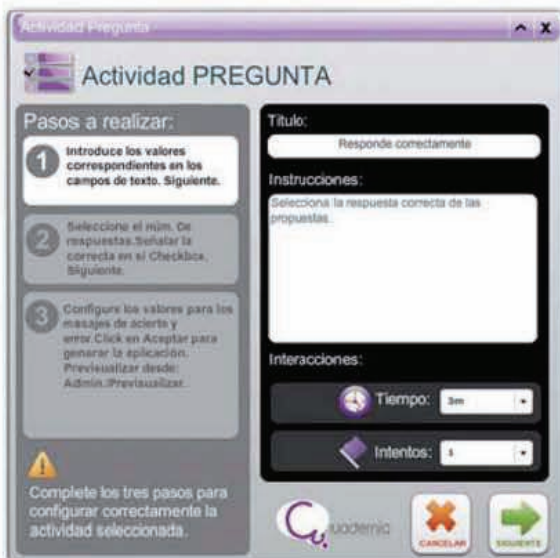 Actividad Pregunta
Actividad PREGUNTA
Pasos a realizar:
1
Introduce los valores
correspondientes en los
campos de texto. Siguiente.
2
Seleccione el núm. De
respuestas.Señalar la
correcta en el Checkbox.
Siguiente.
3
Configure los valores para los
masajes de acierto y
error.Click en Aceptar para
generar la aplicación.
Previsualizar desde:
Admin./Previsualizar.
Complete los tres pasos para
configurar correctamente la
actividad seleccionada.
Título:
Responde correctamente
Instrucciones:
Selecciona la respuesta correcta de las
propuestas.
Interacciones:
Tiempo: 3m
Intentos:
Cuadernia
CANCELAR
SIGUIENTE